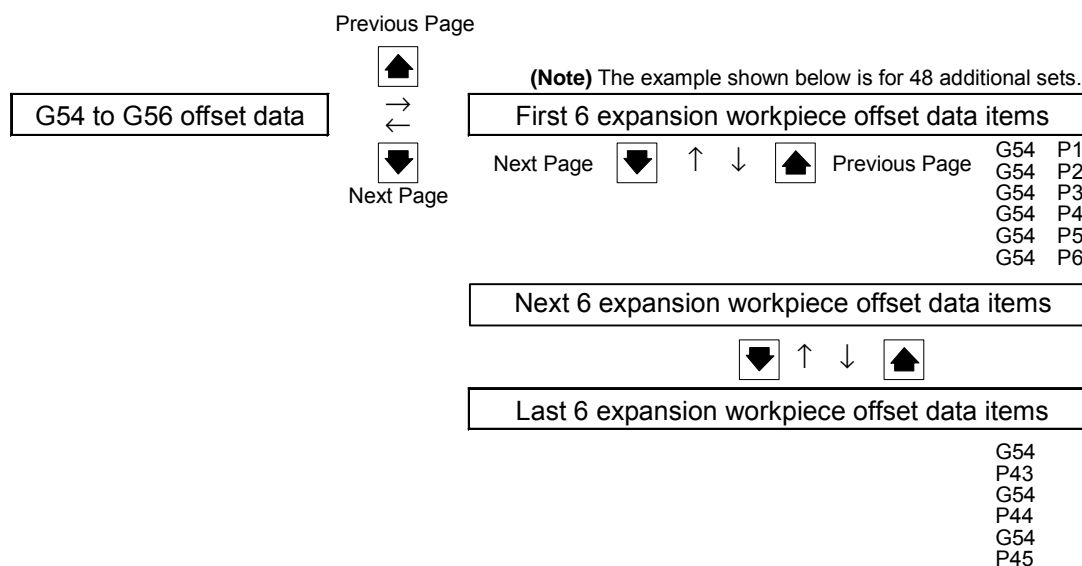 Previous Page
(Note) The example shown below is for 48 additional sets.
G54 to G56 offset data
→
←
Next Page
First 6 expansion workpiece offset data items
Next Page ↑ ↓ Previous Page
G54 P1
G54 P2
G54 P3
G54 P4
G54 P5
G54 P6
Next 6 expansion workpiece offset data items
↑ ↓
Last 6 expansion workpiece offset data items
G54
P43
G54
P44
G54
P45